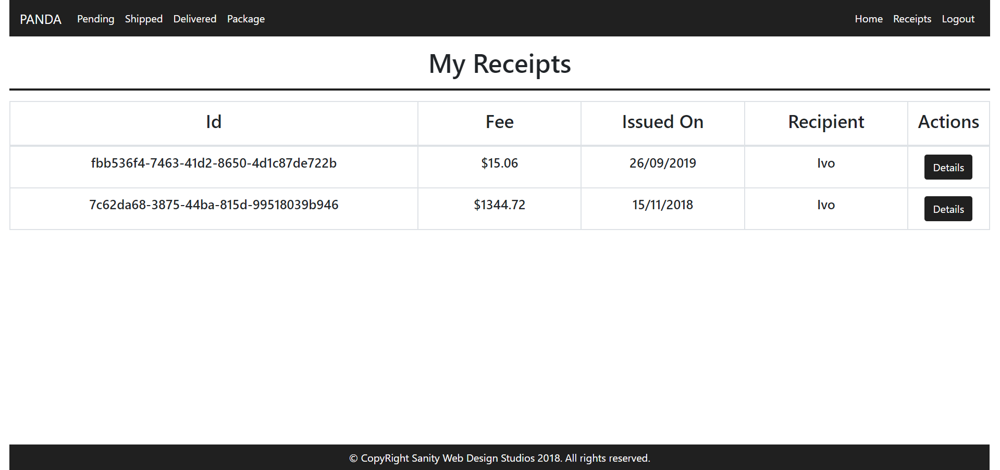 PANDA Pending Shipped Delivered Package Home Receipts Logout
My Receipts
Id Fee Issued On Recipient Actions
fbb536f4-7463-41d2-8650-4d1c87de722b $15.06 26/09/2019 Ivo Details
7c62da68-3875-44ba-815d-99518039b946 $1344.72 15/11/2018 Ivo Details
© CopyRight Sanity Web Design Studios 2018. All rights reserved.